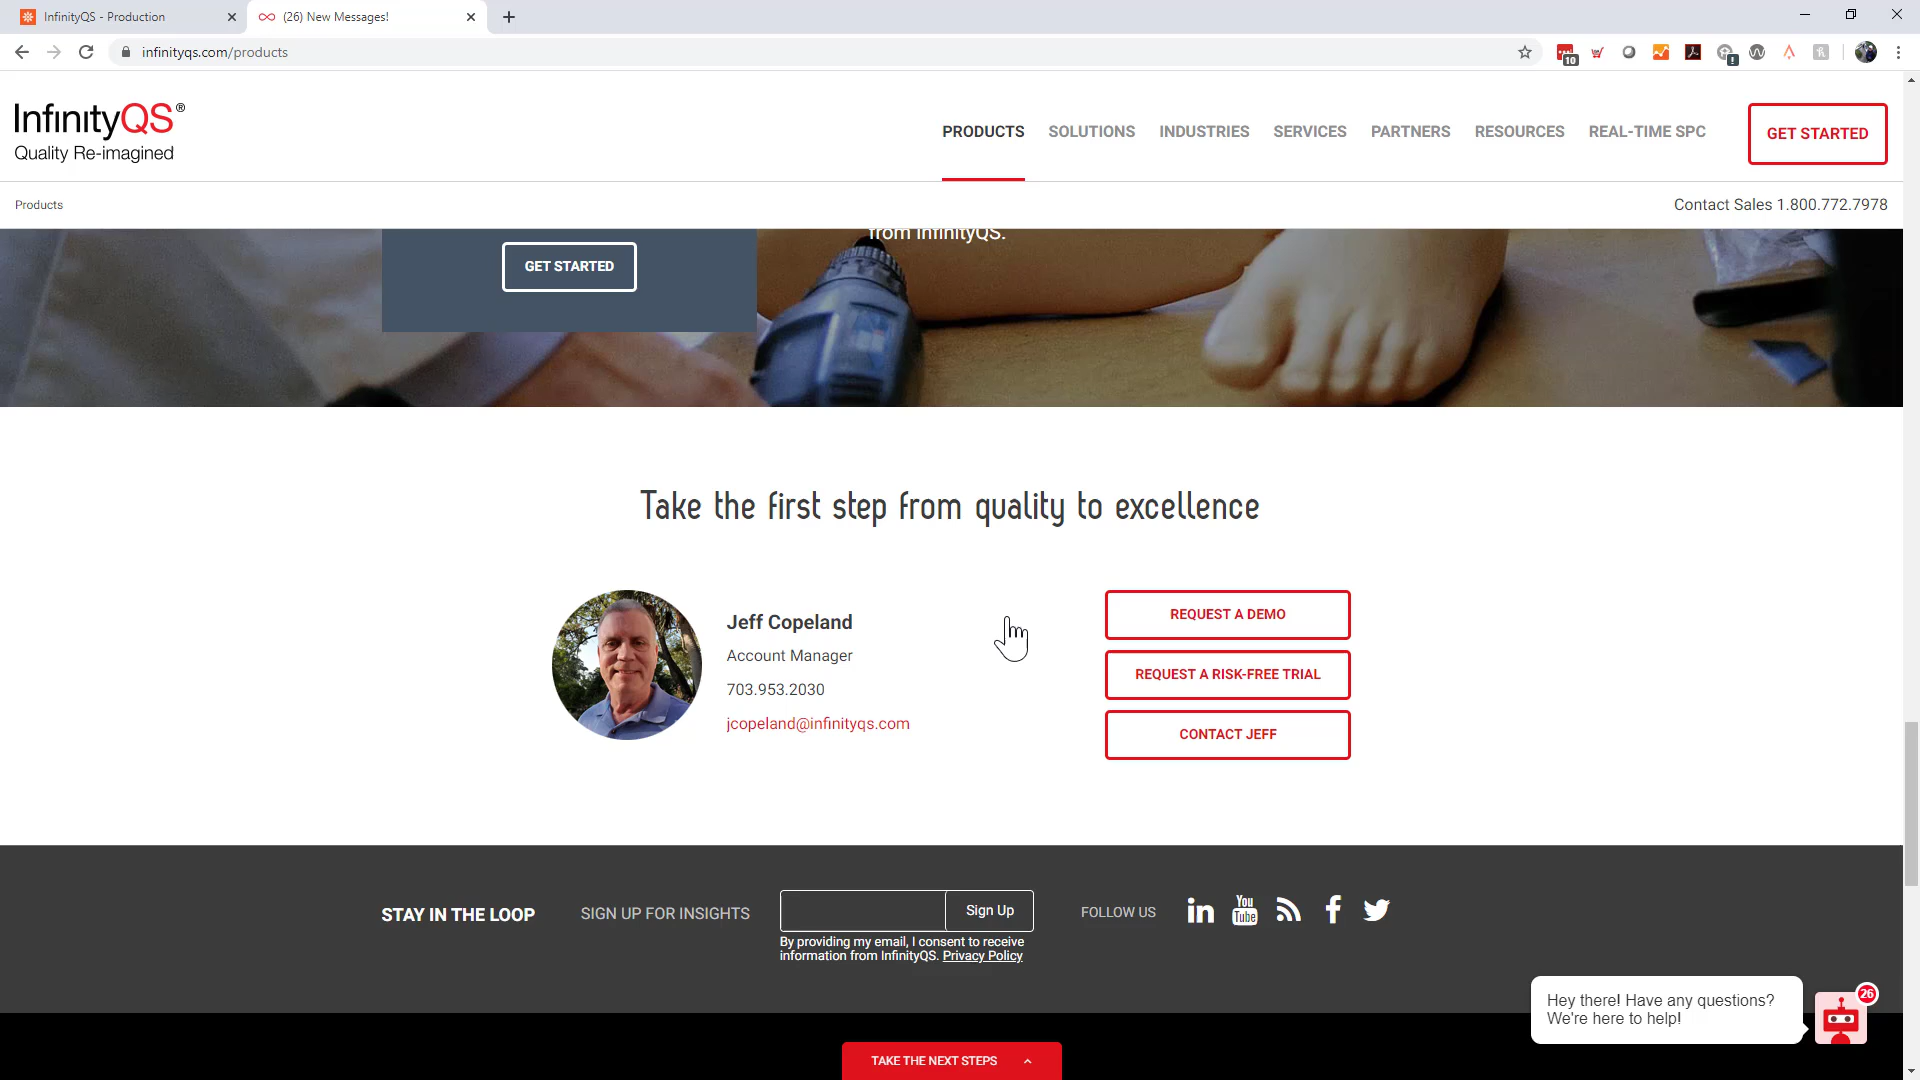 InfinityQS - Production
(26) New Messages!
infinityqs.com/products
10
InfinityQS®
Quality Re-imagined
PRODUCTS
SOLUTIONS
INDUSTRIES
SERVICES
PARTNERS
RESOURCES
REAL-TIME SPC
GET STARTED
Products
Contact Sales 1.800.772.7978
from InfinityQS.
GET STARTED
Take the first step from quality to excellence
Jeff Copeland
Account Manager
703.953.2030
jcopeland@infinityqs.com
REQUEST A DEMO
REQUEST A RISK-FREE TRIAL
CONTACT JEFF
STAY IN THE LOOP
SIGN UP FOR INSIGHTS
Sign Up
By providing my email, I consent to receive
information from InfinityQS. Privacy Policy
FOLLOW US
in
You
Tube
Hey there! Have any questions?
We're here to help!
26
TAKE THE NEXT STEPS